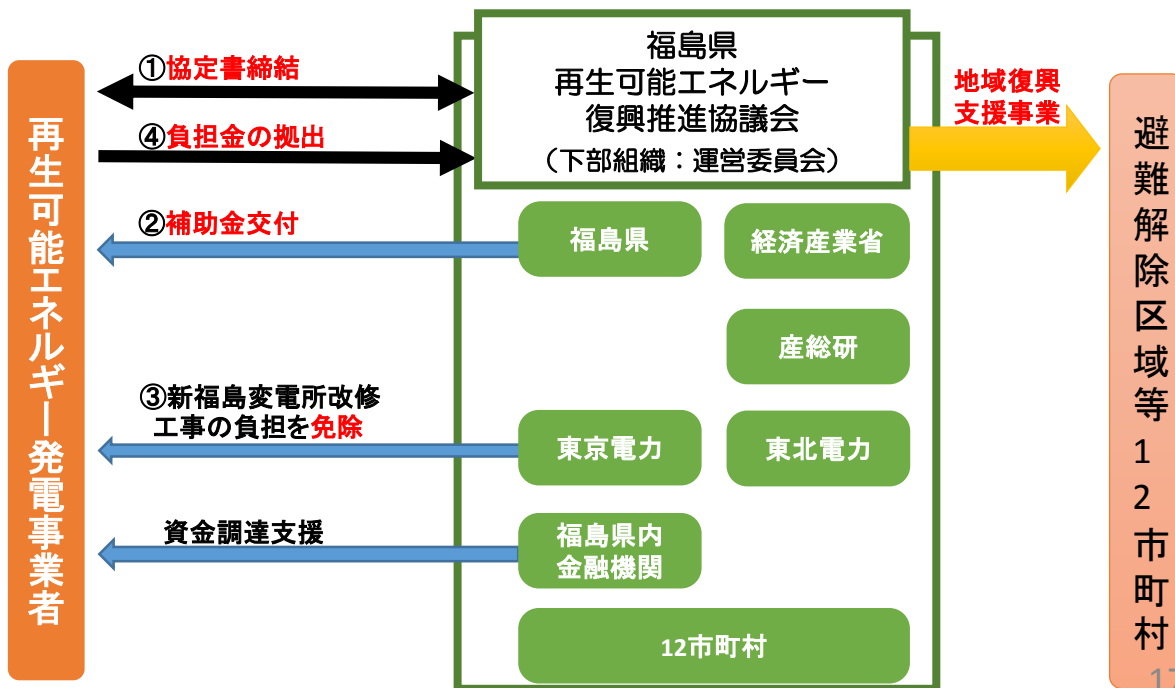 再生可能エネルギー発電事業者
①協定書締結
④負担金の拠出
②補助金交付
③新福島変電所改修
工事の負担を免除
資金調達支援
福島県
再生可能エネルギー
復興推進協議会
（下部組織：運営委員会）
福島県
経済産業省
産総研
東京電力
東北電力
福島県内
金融機関
12市町村
地域復興
支援事業
避難解除区域等12市町村
17